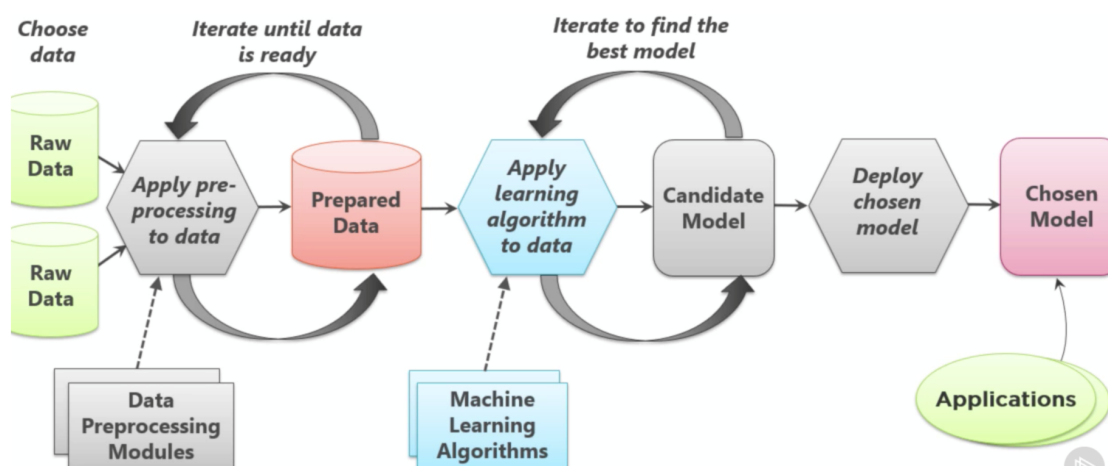 Choose
data
Iterate until data
is ready
Iterate to find the
best model
Raw
Data
Raw
Data
Apply pre-
processing
to data
Prepared
Data
Apply
learning
algorithm
to data
Candidate
Model
Deploy
chosen
model
Chosen
Model
Data
Preprocessing
Modules
Machine
Learning
Algorithms
Applications